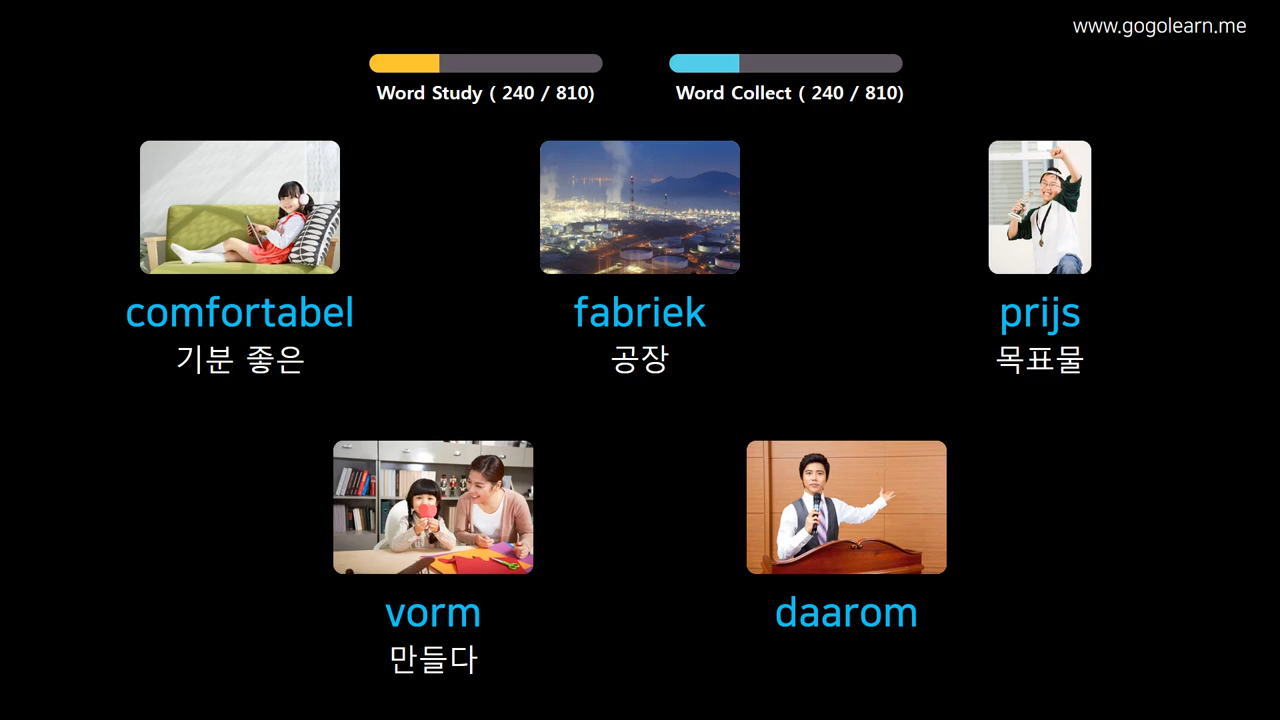 www.gogolearn.me
Word Study ( 240 / 810)
Word Collect ( 240 / 810)
comfortabel
기분 좋은
fabriek
공장
prijs
목표물
vorm
만들다
daarom